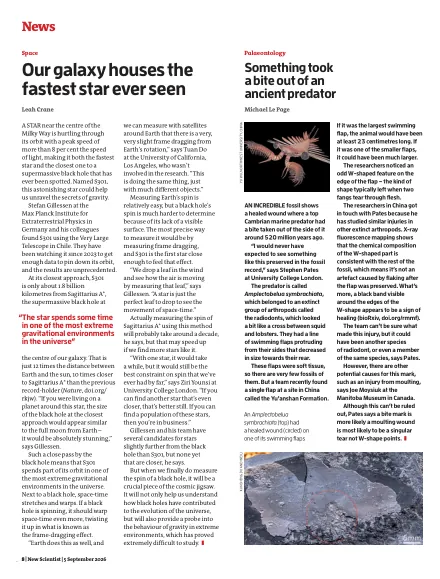 News
Space
Our galaxy houses the
fastest star ever seen
Leah Crane
A STAR near the centre of the
Milky Way is hurtling through
its orbit with a peak speed of
more than 8 per cent the speed
of light, making it both the fastest
star and the closest one to a
supermassive black hole that has
ever been spotted. Named S301,
this astonishing star could help
us unravel the secrets of gravity.
Stefan Gillessen at the
Max Planck Institute for
Extraterrestrial Physics in
Germany and his colleagues
found S301 using the Very Large
Telescope in Chile. They have
been watching it since 2023 to get
enough data to pin down its orbit,
and the results are unprecedented.
At its closest approach, S301
is only about 1.8 billion
kilometres from Sagittarius A*,
the supermassive black hole at
"The star spends some time
in one of the most extreme
gravitational environments
in the universe"
the centre of our galaxy. That is
just 12 times the distance between
Earth and the sun, 10 times closer
to Sagittarius A* than the previous
record-holder (Nature, doi.org/
). "If you were living on a
planet around this star, the size
of the black hole at the closest
approach would appear similar
to the full moon from Earth –
it would be absolutely stunning,"
says Gillessen.
Such a close pass by the
black hole means that S301
spends part of its orbit in one of
the most extreme gravitational
environments in the universe.
Next to a black hole, space-time
stretches and warps. If the black
hole is spinning, it should warp
space-time even more, twisting
it up in what is known as
the frame-dragging effect.
"Earth does this as well, and
we can measure with satellites
around Earth that there is a very,
very slight frame dragging from
Earth's rotation," says Tuan Do
at the University of California,
Los Angeles, who wasn't
involved in the research. "This
is doing the same thing, just
with much different objects."
Measuring Earth's spin is
relatively easy, but a black hole's
spin is much harder to determine
because of its lack of a visible
surface. The most precise way
to measure it would be by
measuring frame dragging,
and S301 is the first star close
enough to feel that effect.
"We drop a leaf in the wind
and see how the air is moving
by measuring that leaf," says
Gillessen. "A star is just the
perfect leaf to drop to see the
movement of space-time."
Actually measuring the spin of
Sagittarius A* using this method
will probably take around a decade,
he says, but that may speed up
if we find more stars like it.
"With one star, it would take
a while, but it would still be the
best constraint on spin that we've
ever had by far," says Ziri Younsi at
University College London. "If you
can find another star that's even
closer, that's better still. If you can
find a population of these stars,
then you're in business."
Gillessen and his team have
several candidates for stars
slightly further from the black
hole than S301, but none yet
that are closer, he says.
But when we finally do measure
the spin of a black hole, it will be a
crucial piece of the cosmic jigsaw.
It will not only help us understand
how black holes have contributed
to the evolution of the universe,
but will also provide a probe into
the behaviour of gravity in extreme
environments, which has proved
extremely difficult to study.
Palaeontology
Something took
a bite out of an
ancient predator
Michael Le Page
AN INCREDIBLE fossil shows
a healed wound where a top
Cambrian marine predator had
a bite taken out of the side of it
around 520 million years ago.
"I would never have
expected to see something
like this preserved in the fossil
record," says Stephen Pates
at University College London.
The predator is called
Amplectobelua symbrachiata,
which belonged to an extinct
group of arthropods called
the radiodonts, which looked
a bit like a cross between squid
and lobsters. They had a line
of swimming flaps protruding
from their sides that decreased
in size towards their rear.
These flaps were soft tissue,
so there are very few fossils of
them. But a team recently found
a single flap at a site in China
called the Yu'anshan Formation.
An Amplectobelua
symbrachiata (top) had
a healed wound (circled) on
one of its swimming flaps
If it was the largest swimming
flap, the animal would have been
at least 23 centimetres long. If
it was one of the smaller flaps,
it could have been much larger.
The researchers noticed an
odd W-shaped feature on the
edge of the flap – the kind of
shape typically left when two
fangs tear through flesh.
The researchers in China got
in touch with Pates because he
has studied similar injuries in
other extinct arthropods. X-ray
fluorescence mapping shows
that the chemical composition
of the W-shaped part is
consistent with the rest of the
fossil, which means it's not an
artefact caused by flaking after
the flap was preserved. What's
more, a black band visible
around the edges of the
W shape appears to be a sign of
healing (bioRxiv, doi.org/mmnf).
The team can't be sure what
made this injury, but it could
have been another species
of radiodont, or even a member
of the same species, says Pates.
However, there are other
potential causes for this mark,
such as an injury from moulting,
says Joe Moysiuk at the
Manitoba Museum in Canada.
Although this can't be ruled
out, Pates says a bite mark is
more likely a moulting wound
is most likely to be a singular
tear not W-shape points.
6mm
8 | New Scientist | 5 September 2026